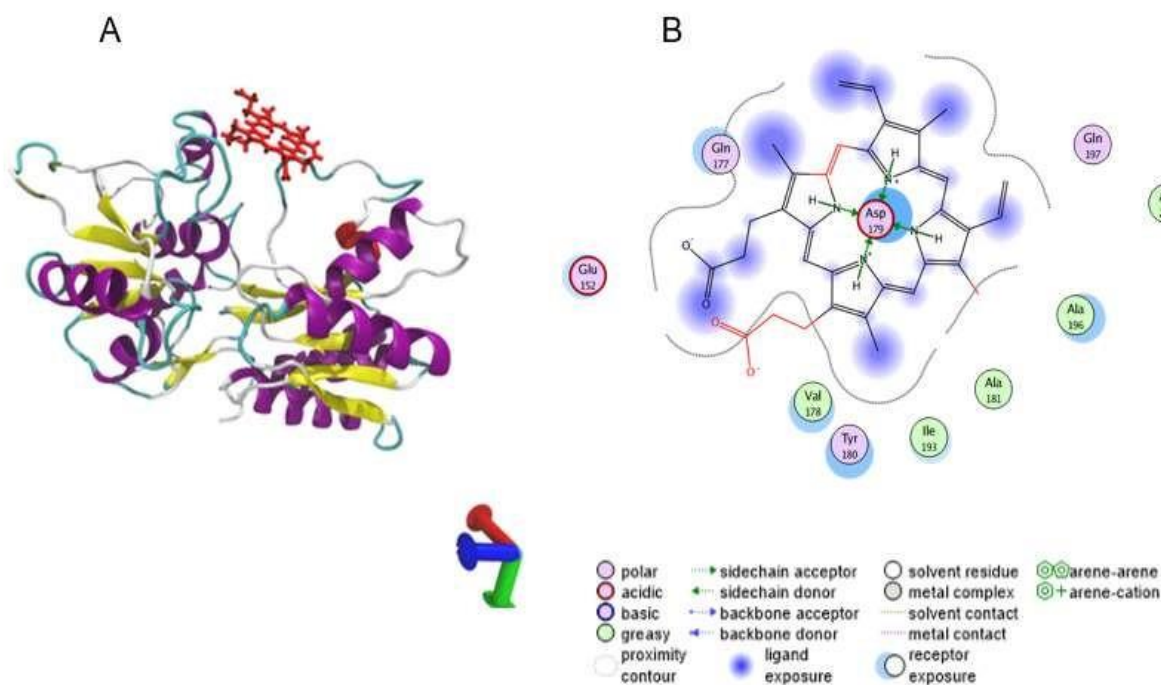 A
B
Gln
177
Gln
197
Asp
179
H
N
+
H
N
N
H
N
+
H
O
-
O
O
O
-
Glu
152
Ala
196
Ala
181
Val
178
Tyr
180
Ile
193
polar
sidechain acceptor
solvent residue
arene-arene
acidic
sidechain donor
metal complex
+arene-cation
basic
backbone acceptor
solvent contact
greasy
backbone donor
metal contact
proximity
contour
ligand
exposure
receptor
exposure